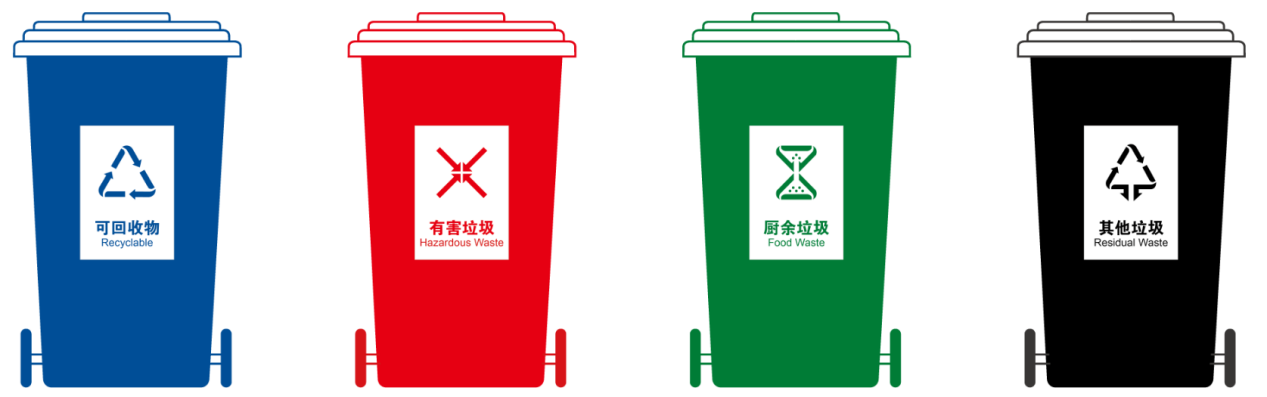 可回收物
Recyclable
有害垃圾
Hazardous Waste
厨余垃圾
Food Waste
其他垃圾
Residual Waste